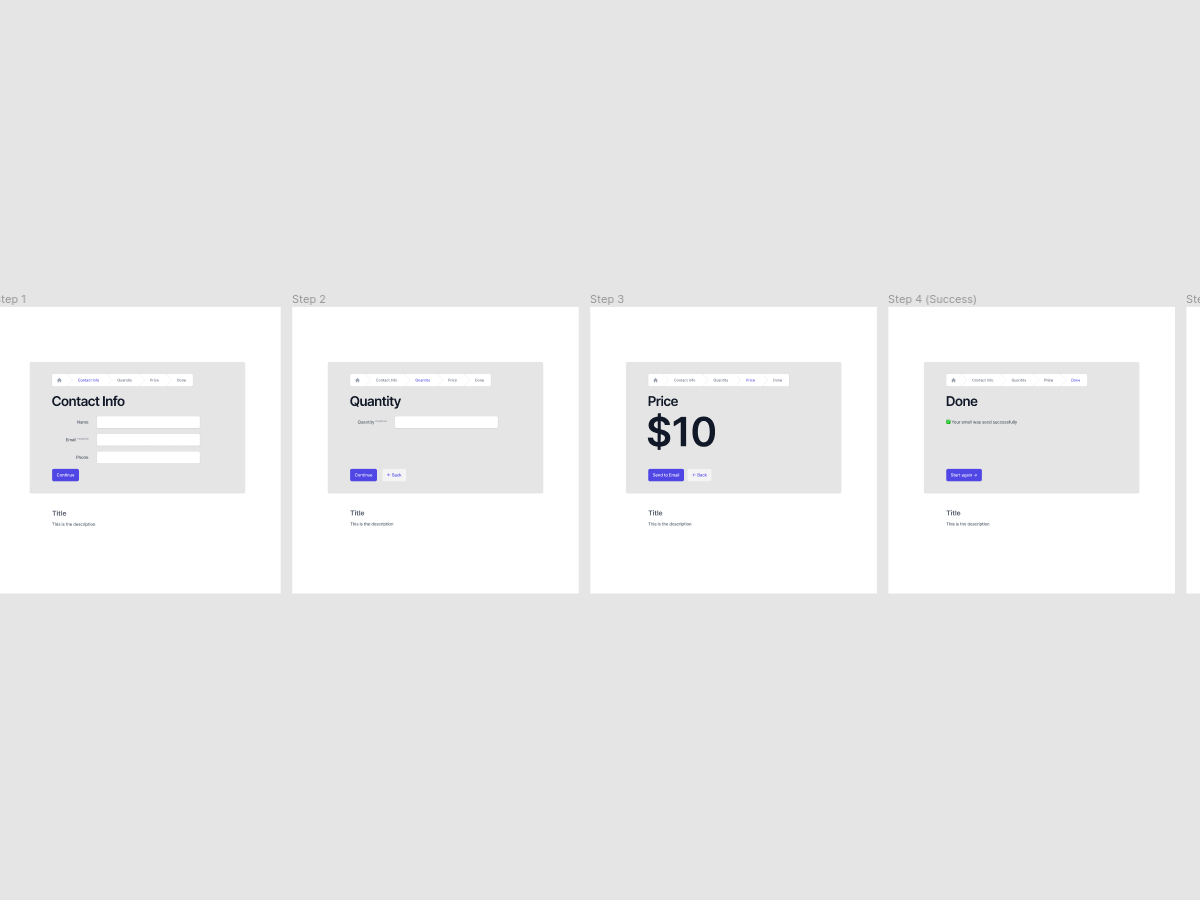 tep 1
Contact Info
Quantity
Price
Done
Contact Info
Name
Email
Phone
Continue
Title
This is the description
Step 2
Contact Info
Quantity
Price
Done
Quantity
Quantity
Continue
← Back
Title
This is the description
Step 3
Contact Info
Quantity
Price
Done
Price
$10
Send to Email
← Back
Title
This is the description
Step 4 (Success)
Contact Info
Quantity
Price
Done
Done
✅ Your email was send successfully
Start again →
Title
This is the description
Ste